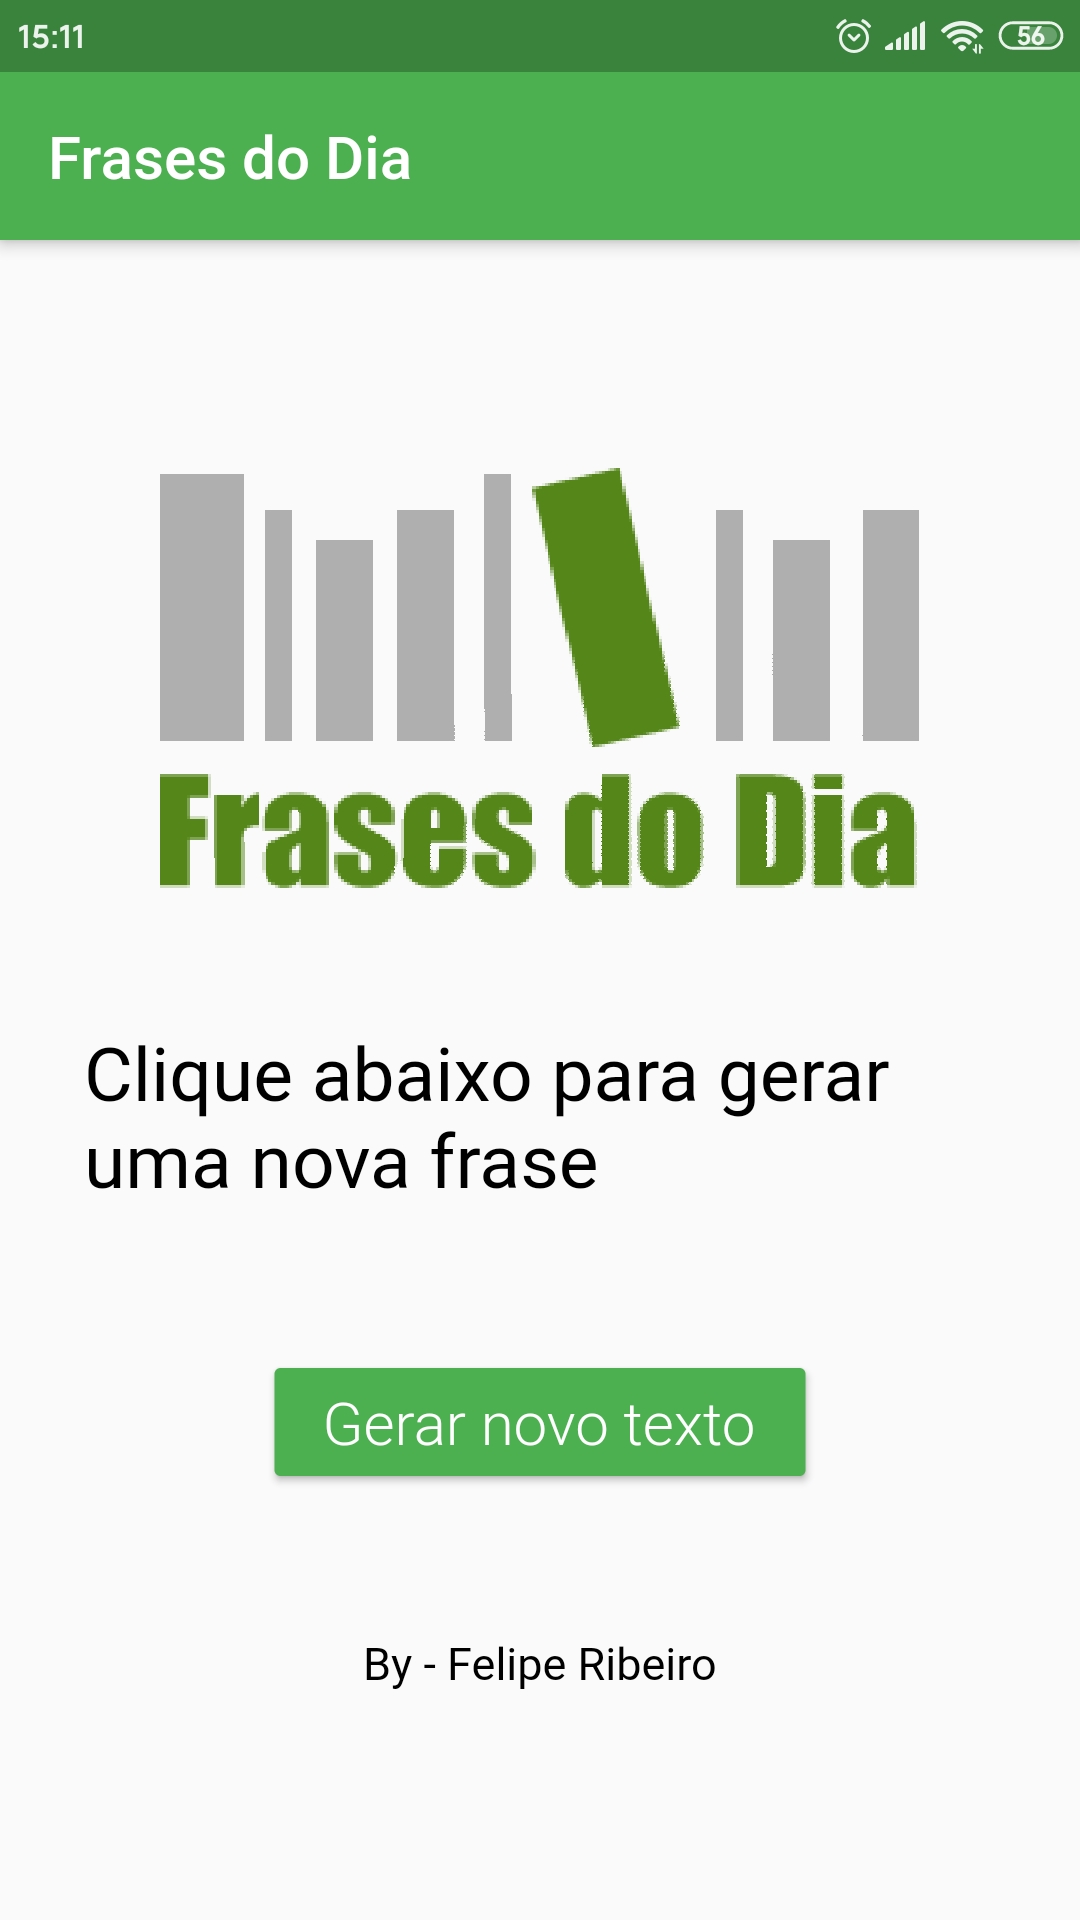 15:11
56
Frases do Dia
Frases do Dia
Clique abaixo para gerar
uma nova frase
Gerar novo texto
By - Felipe Ribeiro